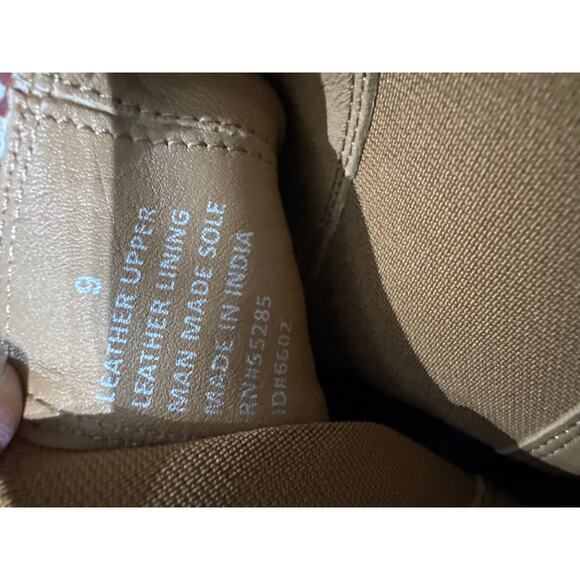 9
LEATHER UPPER
LEATHER LINING
MAN MADE SOLE
MADE IN INDIA
RN#55285
ID#6602